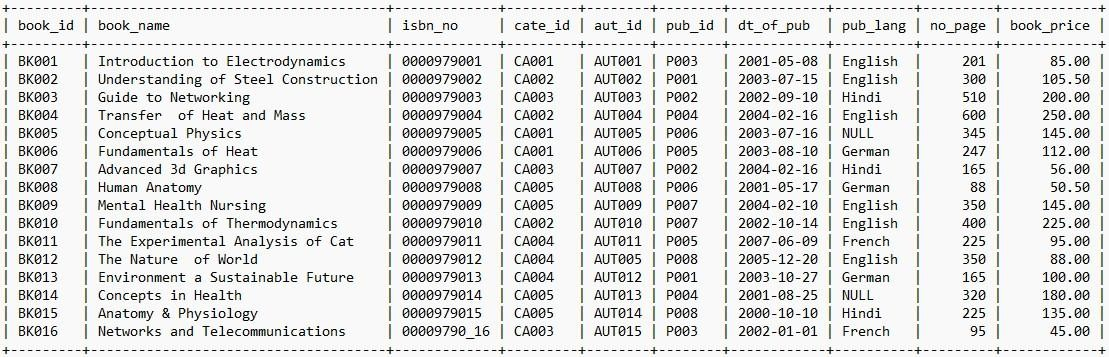 +---------+-------------------------------------+-------------+---------+--------+--------+------------+----------+---------+------------+
| book_id | book_name                           | isbn_no     | cate_id | aut_id | pub_id | dt_of_pub  | pub_lang | no_page | book_price |
+---------+-------------------------------------+-------------+---------+--------+--------+------------+----------+---------+------------+
| BK001   | Introduction to Electrodynamics     | 0000979001  | CA001   | AUT001 | P003   | 2001-05-08 | English  |     201 |      85.00 |
| BK002   | Understanding of Steel Construction | 0000979002  | CA002   | AUT002 | P001   | 2003-07-15 | English  |     300 |     105.50 |
| BK003   | Guide to Networking                 | 0000979003  | CA003   | AUT003 | P002   | 2002-09-10 | Hindi    |     510 |     200.00 |
| BK004   | Transfer  of Heat and Mass          | 0000979004  | CA002   | AUT004 | P004   | 2004-02-16 | English  |     600 |     250.00 |
| BK005   | Conceptual Physics                  | 0000979005  | CA001   | AUT005 | P006   | 2003-07-16 | NULL     |     345 |     145.00 |
| BK006   | Fundamentals of Heat                | 0000979006  | CA001   | AUT006 | P005   | 2003-08-10 | German   |     247 |     112.00 |
| BK007   | Advanced 3d Graphics                | 0000979007  | CA003   | AUT007 | P002   | 2004-02-16 | Hindi    |     165 |      56.00 |
| BK008   | Human Anatomy                       | 0000979008  | CA005   | AUT008 | P006   | 2001-05-17 | German   |      88 |      50.50 |
| BK009   | Mental Health Nursing               | 0000979009  | CA005   | AUT009 | P007   | 2004-02-10 | English  |     350 |     145.00 |
| BK010   | Fundamentals of Thermodynamics      | 0000979010  | CA002   | AUT010 | P007   | 2002-10-14 | English  |     400 |     225.00 |
| BK011   | The Experimental Analysis of Cat    | 0000979011  | CA004   | AUT011 | P005   | 2007-06-09 | French   |     225 |      95.00 |
| BK012   | The Nature  of World                | 0000979012  | CA004   | AUT005 | P008   | 2005-12-20 | English  |     350 |      88.00 |
| BK013   | Environment a Sustainable Future    | 0000979013  | CA004   | AUT012 | P001   | 2003-10-27 | German   |     165 |     100.00 |
| BK014   | Concepts in Health                  | 0000979014  | CA005   | AUT013 | P004   | 2001-08-25 | NULL     |     320 |     180.00 |
| BK015   | Anatomy & Physiology                | 0000979015  | CA005   | AUT014 | P008   | 2000-10-10 | Hindi    |     225 |     135.00 |
| BK016   | Networks and Telecommunications     | 00009790_16 | CA003   | AUT015 | P003   | 2002-01-01 | French   |      95 |      45.00 |
+---------+-------------------------------------+-------------+---------+--------+--------+------------+----------+---------+------------+